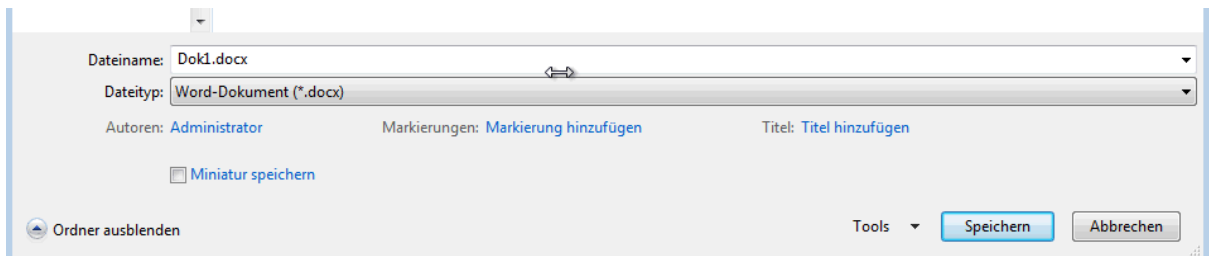 Dateiname: Dok1.docx
Dateityp: Word-Dokument (*.docx)
Autoren: Administrator Markierungen: Markierung hinzufügen Titel: Titel hinzufügen
Miniatur speichern
Ordner ausblenden Tools Speichern Abbrechen